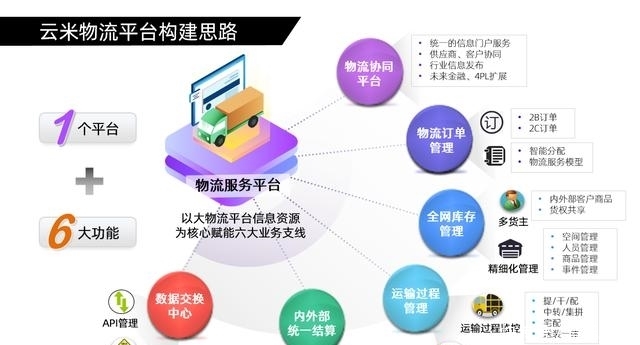 云米物流平台构建思路
1个平台
6大功能
物流服务平台
以大物流平台信息资源
为核心赋能六大业务支线
物流协同
平台
• 统一的信息门户服务
• 供应商、客户协同
• 行业信息发布
• 未来金融、4PL扩展
物流订单
管理
订
• 2B订单
• 2C订单
• 智能分配
• 物流服务模型
全网库存
管理
多货主
• 内外部客户商品
• 货权共享
精细化管理
• 空间管理
• 人员管理
• 商品管理
• 事件管理
运输过程
管理
运输过程监控
• 提/干/配
• 中转/集拼
• 宅配
内外部
统一结算
数据交换
中心
API管理